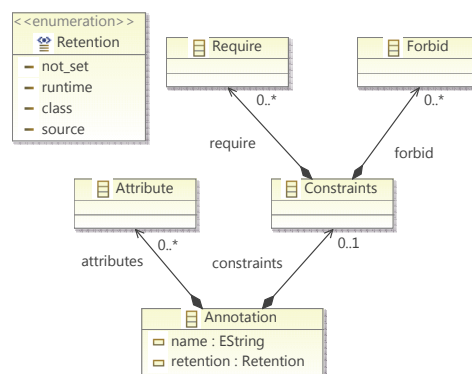 <<enumeration>>
Retention
not_set
runtime
class
source
Require
Forbid
0..*
0..*
require
forbid
Attribute
Constraints
0..*
0..1
attributes
constraints
Annotation
name : EString
retention : Retention